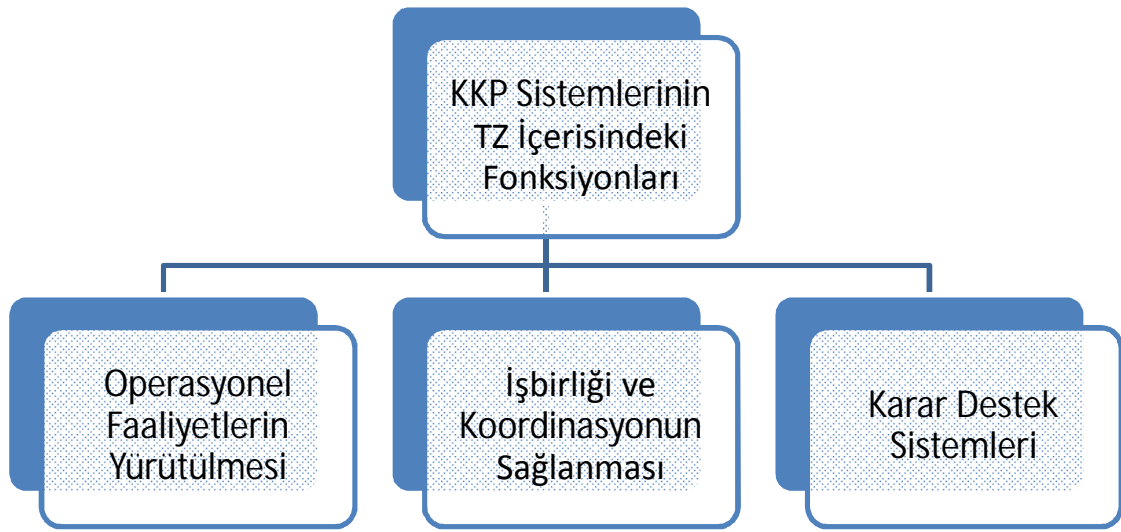 KKP Sistemlerinin
TZ İçerisindeki
Fonksiyonları
Operasyonel
Faaliyetlerin
Yürütülmesi
İşbirliği ve
Koordinasyonun
Sağlanması
Karar Destek
Sistemleri